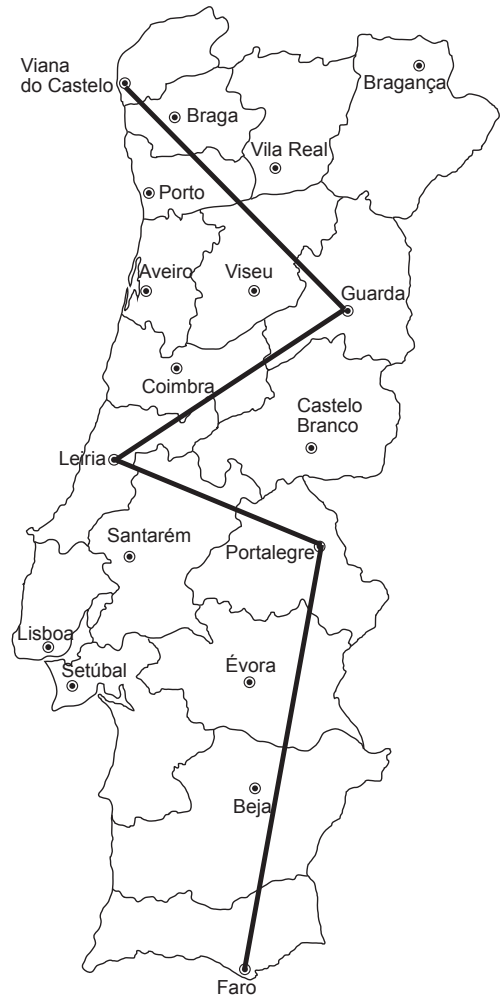 Viana
do Castelo
Bragança
Braga
Vila Real
Porto
Aveiro
Viseu
Guarda
Coimbra
Castelo
Branco
Leiria
Santarém
Portalegre
Lisboa
Setúbal
Évora
Beja
Faro